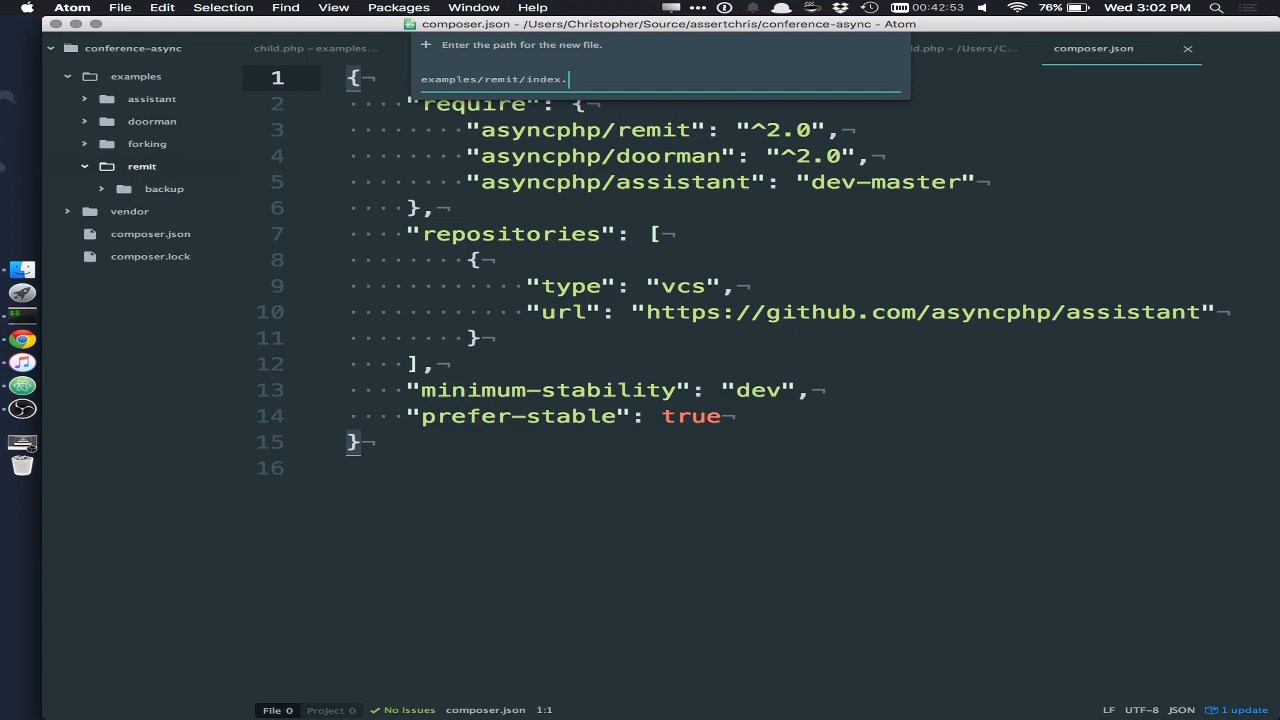 Atom File Edit View Selection Find Packages Window Help 00:42:53 76% Wed 3:02 PM
composer.json - /Users/Christopher/Source/assertchris/conference-async - Atom
conference-async
child.php - examples...
+ Enter the path for the new file.
examples/remit/index.
ld.php - /Users/C...
composer.json
examples
assistant
doorman
forking
remit
backup
vendor
composer.json
composer.lock
1 {¬
2 ····"require": {¬
3 ········"asyncphp/remit": "^2.0",¬
4 ········"asyncphp/doorman": "^2.0",¬
5 ········"asyncphp/assistant": "dev-master"¬
6 ····},¬
7 ····"repositories": [¬
8 ········{¬
9 ············"type": "vcs",¬
10 ············"url": "https://github.com/asyncphp/assistant"¬
11 ········}¬
12 ····],¬
13 ····"minimum-stability": "dev",¬
14 ····"prefer-stable": true¬
15 }¬
16
File 0 Project 0 No Issues composer.json 1:1 LF UTF-8 JSON 1 update